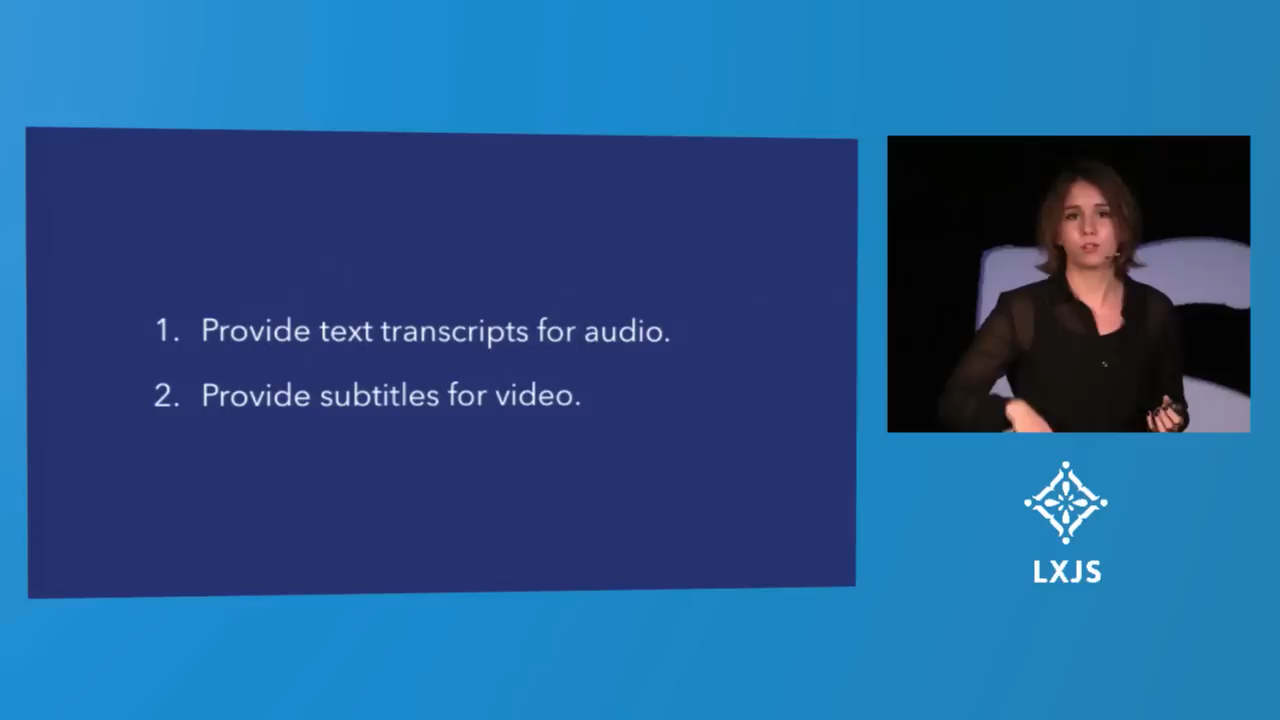 1. Provide text transcripts for audio.
2. Provide subtitles for video.
LXJS